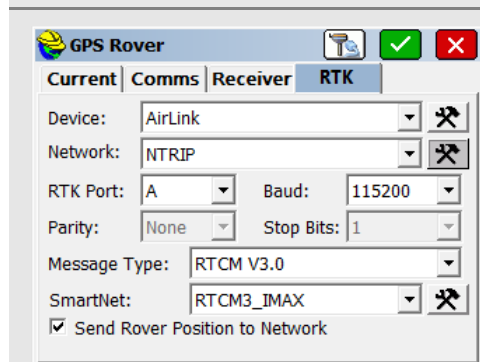 GPS Rover
Current Comms Receiver RTK
Device: AirLink
Network: NTRIP
RTK Port: A Baud: 115200
Parity: None Stop Bits: 1
Message Type: RTCM V3.0
SmartNet: RTCM3_IMAX
Send Rover Position to Network